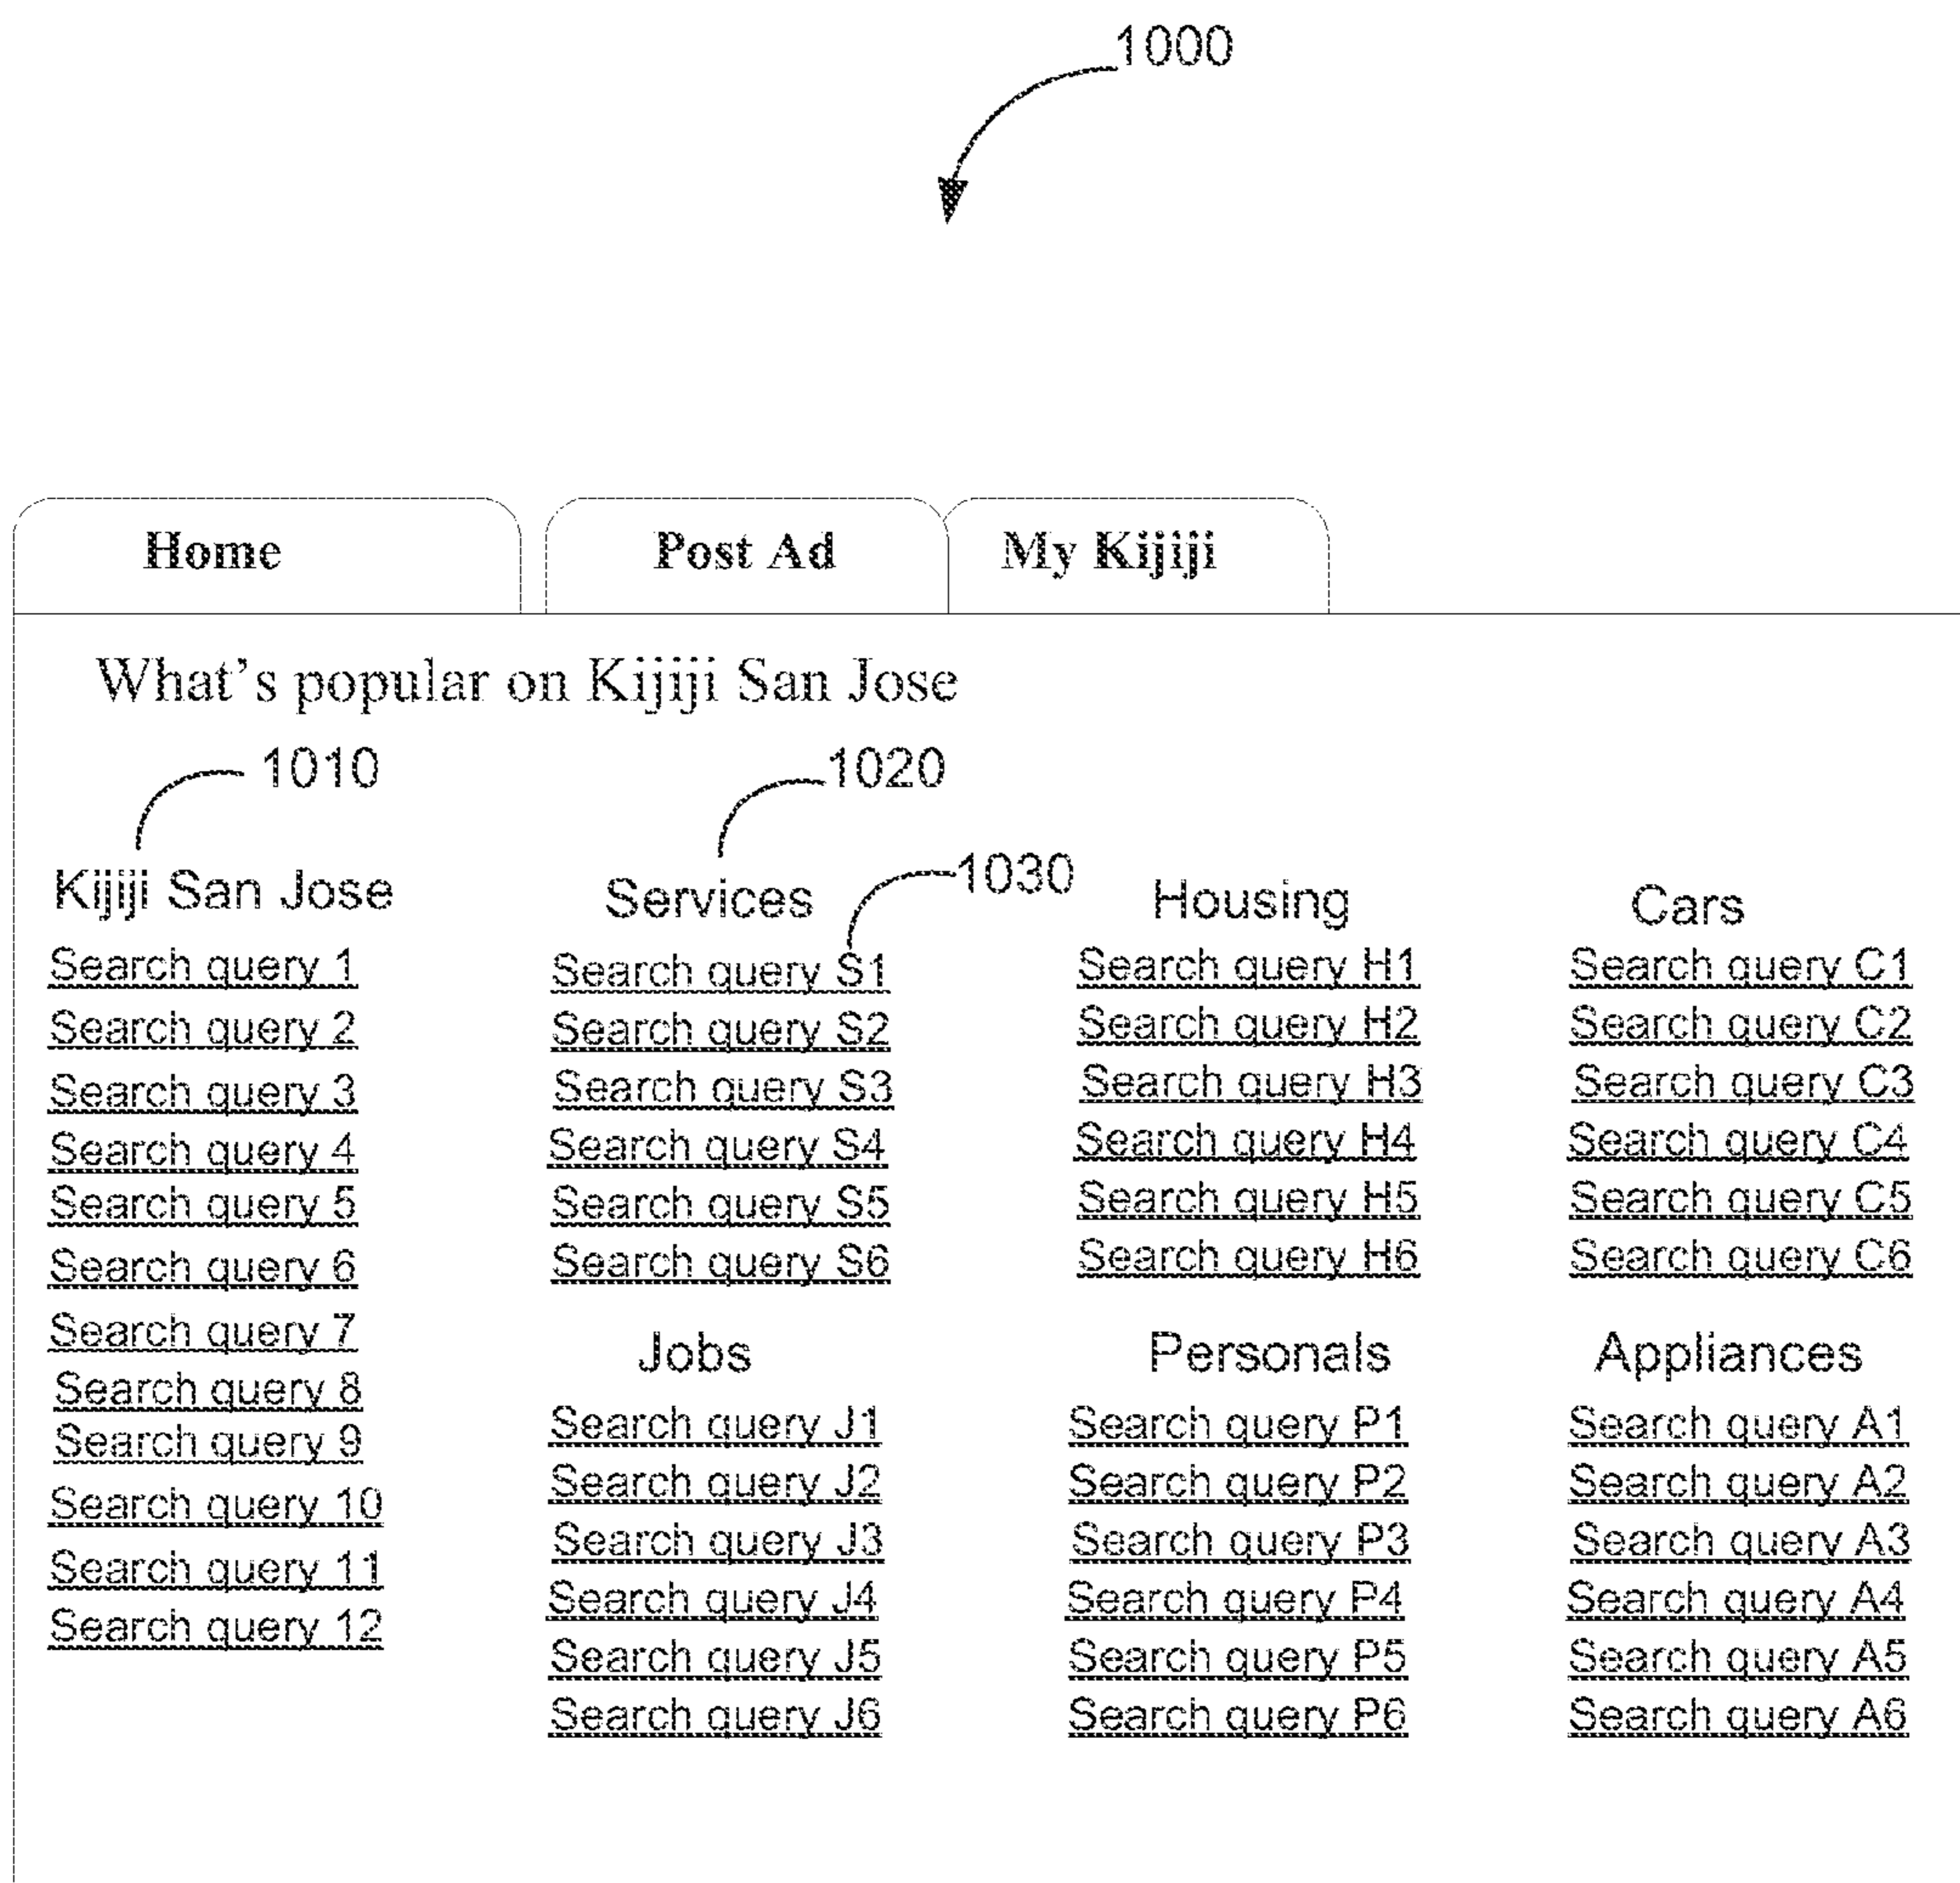 1000
Home
Post Ad
My Kijiji
What's popular on Kijiji San Jose
1010
Kijiji San Jose
Search query 1
Search query 2
Search query 3
Search query 4
Search query 5
Search query 6
Search query 7
Search query 8
Search query 9
Search query 10
Search query 11
Search query 12
1020
Services
1030
Search query S1
Search query S2
Search query S3
Search query S4
Search query S5
Search query S6
Housing
Search query H1
Search query H2
Search query H3
Search query H4
Search query H5
Search query H6
Cars
Search query C1
Search query C2
Search query C3
Search query C4
Search query C5
Search query C6
Jobs
Search query J1
Search query J2
Search query J3
Search query J4
Search query J5
Search query J6
Personals
Search query P1
Search query P2
Search query P3
Search query P4
Search query P5
Search query P6
Appliances
Search query A1
Search query A2
Search query A3
Search query A4
Search query A5
Search query A6